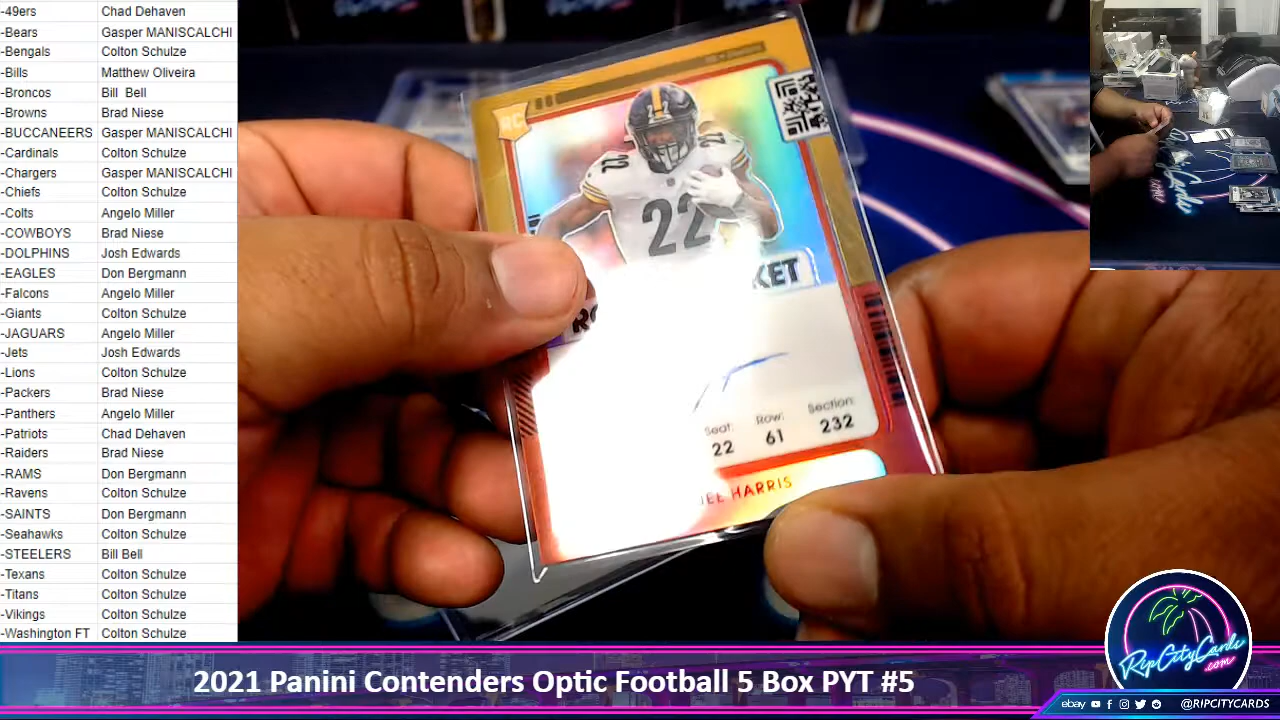 -49ers Chad Dehaven
-Bears Gasper MANISCALCHI
-Bengals Colton Schulze
-Bills Matthew Oliveira
-Broncos Bill Bell
-Browns Brad Niese
-BUCCANEERS Gasper MANISCALCHI
-Cardinals Colton Schulze
-Chargers Gasper MANISCALCHI
-Chiefs Colton Schulze
-Colts Angelo Miller
-COWBOYS Brad Niese
-DOLPHINS Josh Edwards
-EAGLES Don Bergmann
-Falcons Angelo Miller
-Giants Colton Schulze
-JAGUARS Angelo Miller
-Jets Josh Edwards
-Lions Colton Schulze
-Packers Brad Niese
-Panthers Angelo Miller
-Patriots Chad Dehaven
-Raiders Brad Niese
-RAMS Don Bergmann
-Ravens Colton Schulze
-SAINTS Don Bergmann
-Seahawks Colton Schulze
-STEELERS Bill Bell
-Texans Colton Schulze
-Titans Colton Schulze
-Vikings Colton Schulze
-Washington FT Colton Schulze
RC
22
22
22
KET
Seat: Row: Section:
22 61 232
HARRIS
RipCityCards
.com
2021 Panini Contenders Optic Football 5 Box PYT #5
ebay @RIPCITYCARDS